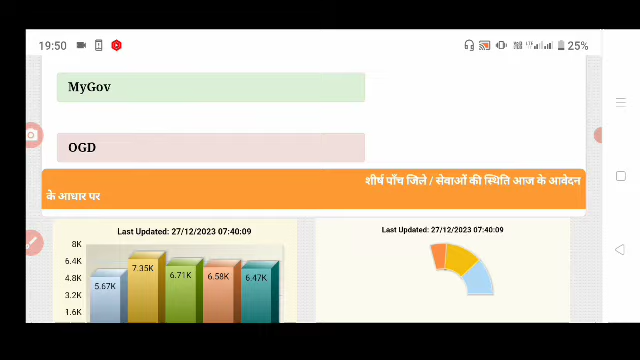 19:50
25%
MyGov
OGD
शीर्ष पाँच जिले / सेवाओं की स्थिति आज के आवेदन
के आधार पर
Last Updated: 27/12/2023 07:40:09
Last Updated: 27/12/2023 07:40:09
8K
6.4K
4.8K
3.2K
1.6K
5.67K
7.35K
6.71K
6.58K
6.47K